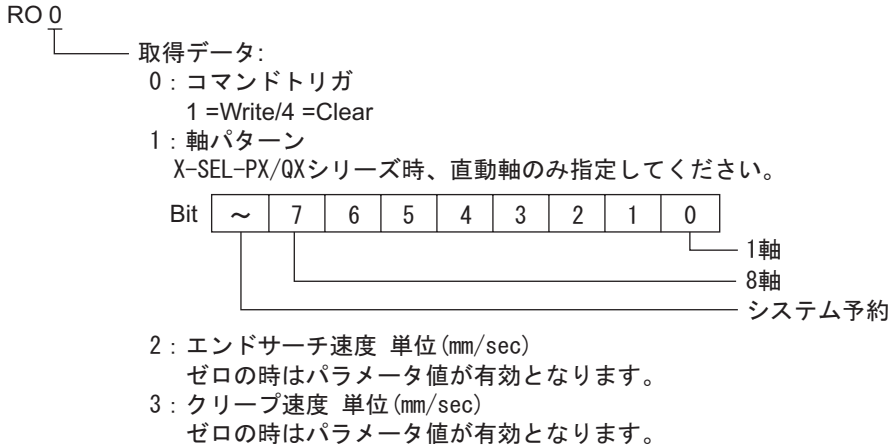 RO 0
取得データ:
0：コマンドトリガ
1 =Write/4 =Clear
1：軸パターン
X-SEL-PX/QXシリーズ時、直動軸のみ指定してください。
Bit ～ 7 6 5 4 3 2 1 0
1軸
8軸
システム予約
2：エンドサーチ速度 単位(mm/sec)
ゼロの時はパラメータ値が有効となります。
3：クリープ速度 単位(mm/sec)
ゼロの時はパラメータ値が有効となります。